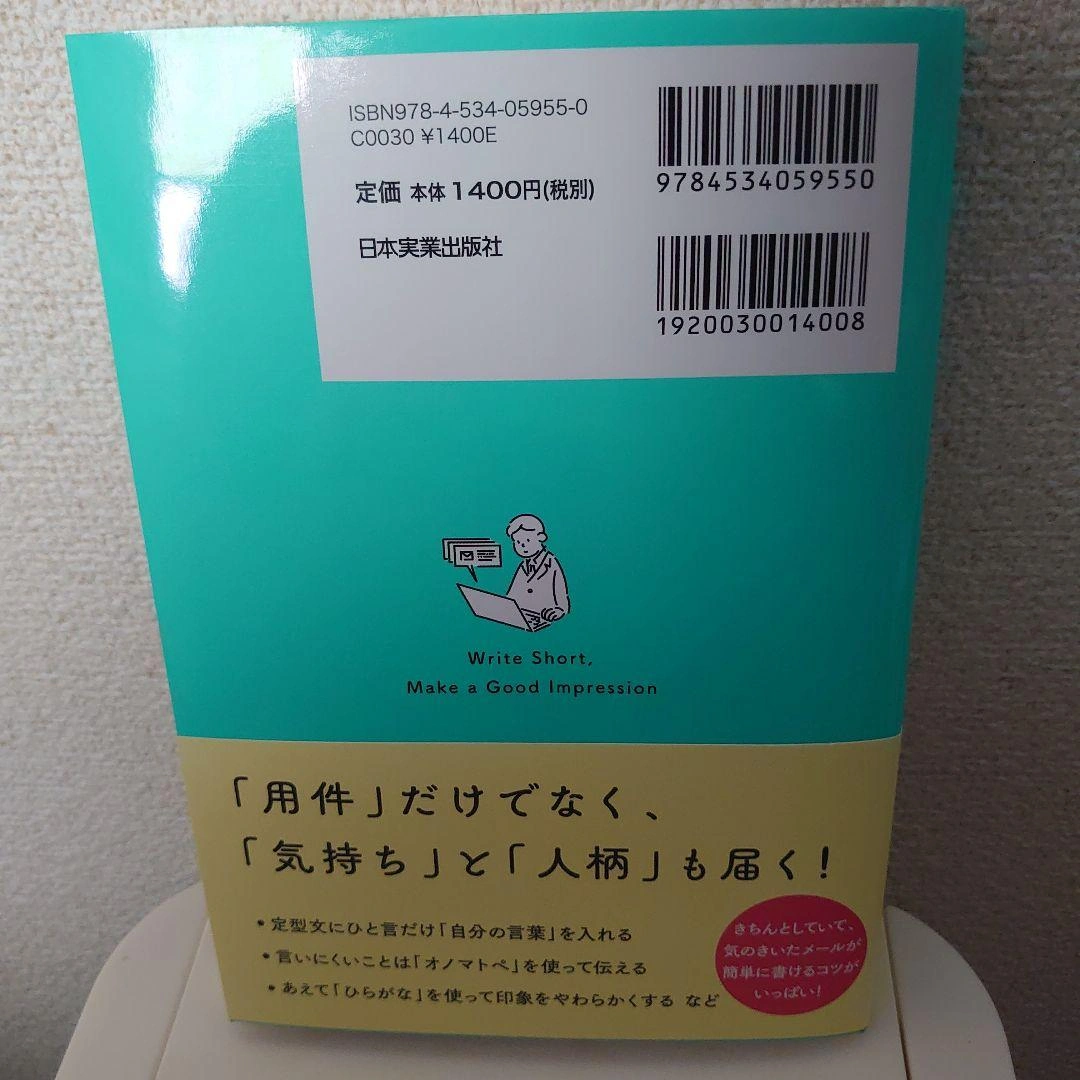 ISBN978-4-534-05955-0
C0030 ¥1400E
定価 本体1400円(税別)
日本実業出版社
9784534059550
1920030014008
Write Short,
Make a Good Impression
「用件」だけでなく、
「気持ち」と「人柄」も届く!
• 定型文にひと言だけ「自分の言葉」を入れる
• 言いにくいことは「オノマトペ」を使って伝える
• あえて「ひらがな」を使って印象をやわらかくする など
きちんとしていて、
気のきいたメールが
簡単に書けるコツが
いっぱい!